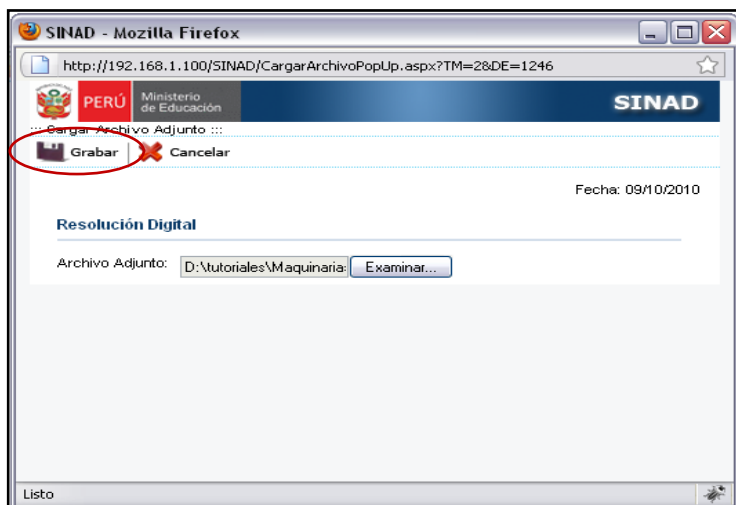 SINAD - Mozilla Firefox
http://192.168.1.100/SINAD/CargarArchivoPopUp.aspx?TM=2&DE=1246
PERÚ Ministerio de Educación SINAD
::: Cargar Archivo Adjunto :::
Grabar Cancelar
Fecha: 09/10/2010
Resolución Digital
Archivo Adjunto: D:\tutoriales\Maquinaria Examinar...
Listo